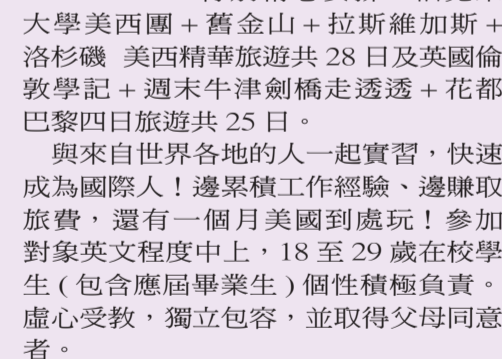 大學美西團 + 舊金山 + 拉斯維加斯 +
洛杉磯 美西精華旅遊共 28 日及英國倫
敦學記 + 週末牛津劍橋走透透 + 花都
巴黎四日旅遊共 25 日。
與來自世界各地的人一起實習，快速
成為國際人！邊累積工作經驗、邊賺取
旅費，還有一個月美國到處玩！參加
對象英文程度中上，18 至 29 歲在校學
生 ( 包含應屆畢業生 ) 個性積極負責。
虛心受教，獨立包容，並取得父母同意
者。